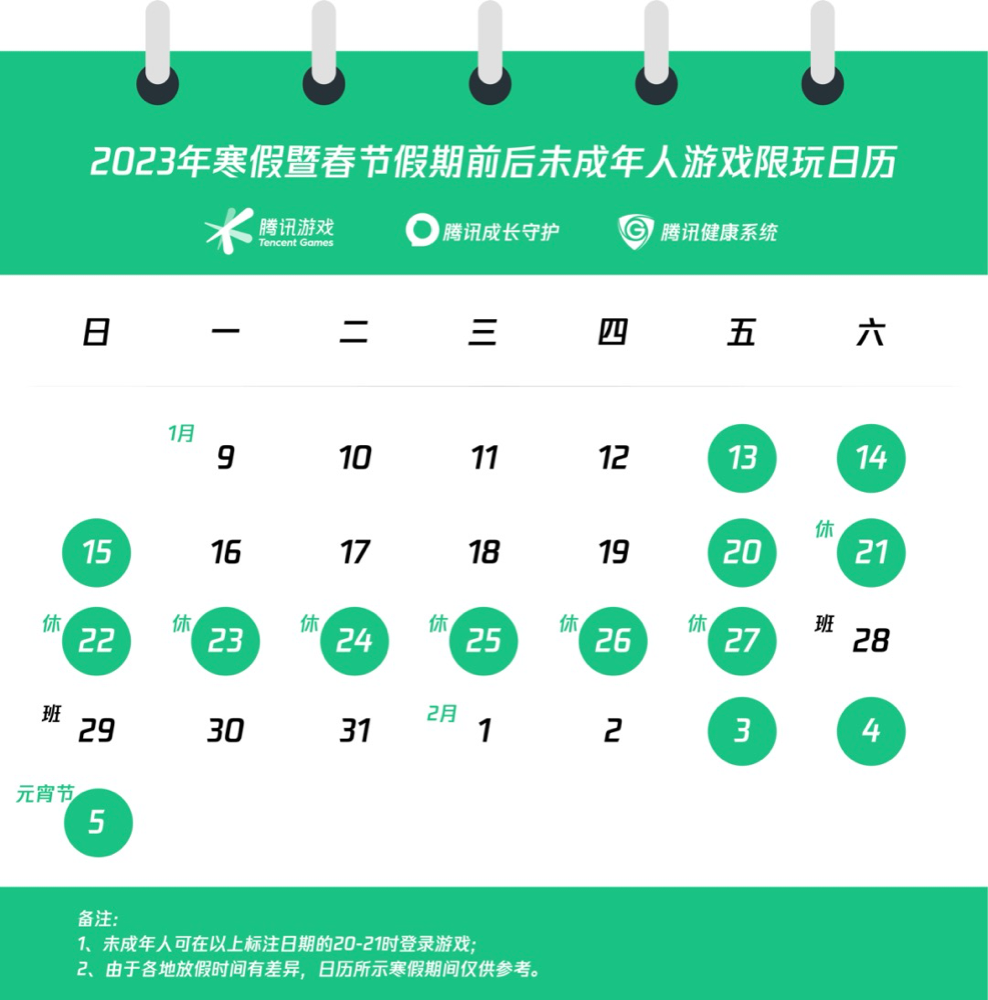 2023年寒假暨春节假期前后未成年人游戏限玩日历
腾讯游戏 腾讯成长守护 腾讯健康系统
Tencent Games
日 一 二 三 四 五 六
1月 9 10 11 12 13 14
15 16 17 18 19 20 休 21
休 22 休 23 休 24 休 25 休 26 休 27 班 28
班 29 30 31 2月 1 2 3 4
元宵节 5
备注:
1、未成年人可在以上标注日期的20-21时登录游戏;
2、由于各地放假时间有差异,日历所示寒假期间仅供参考。